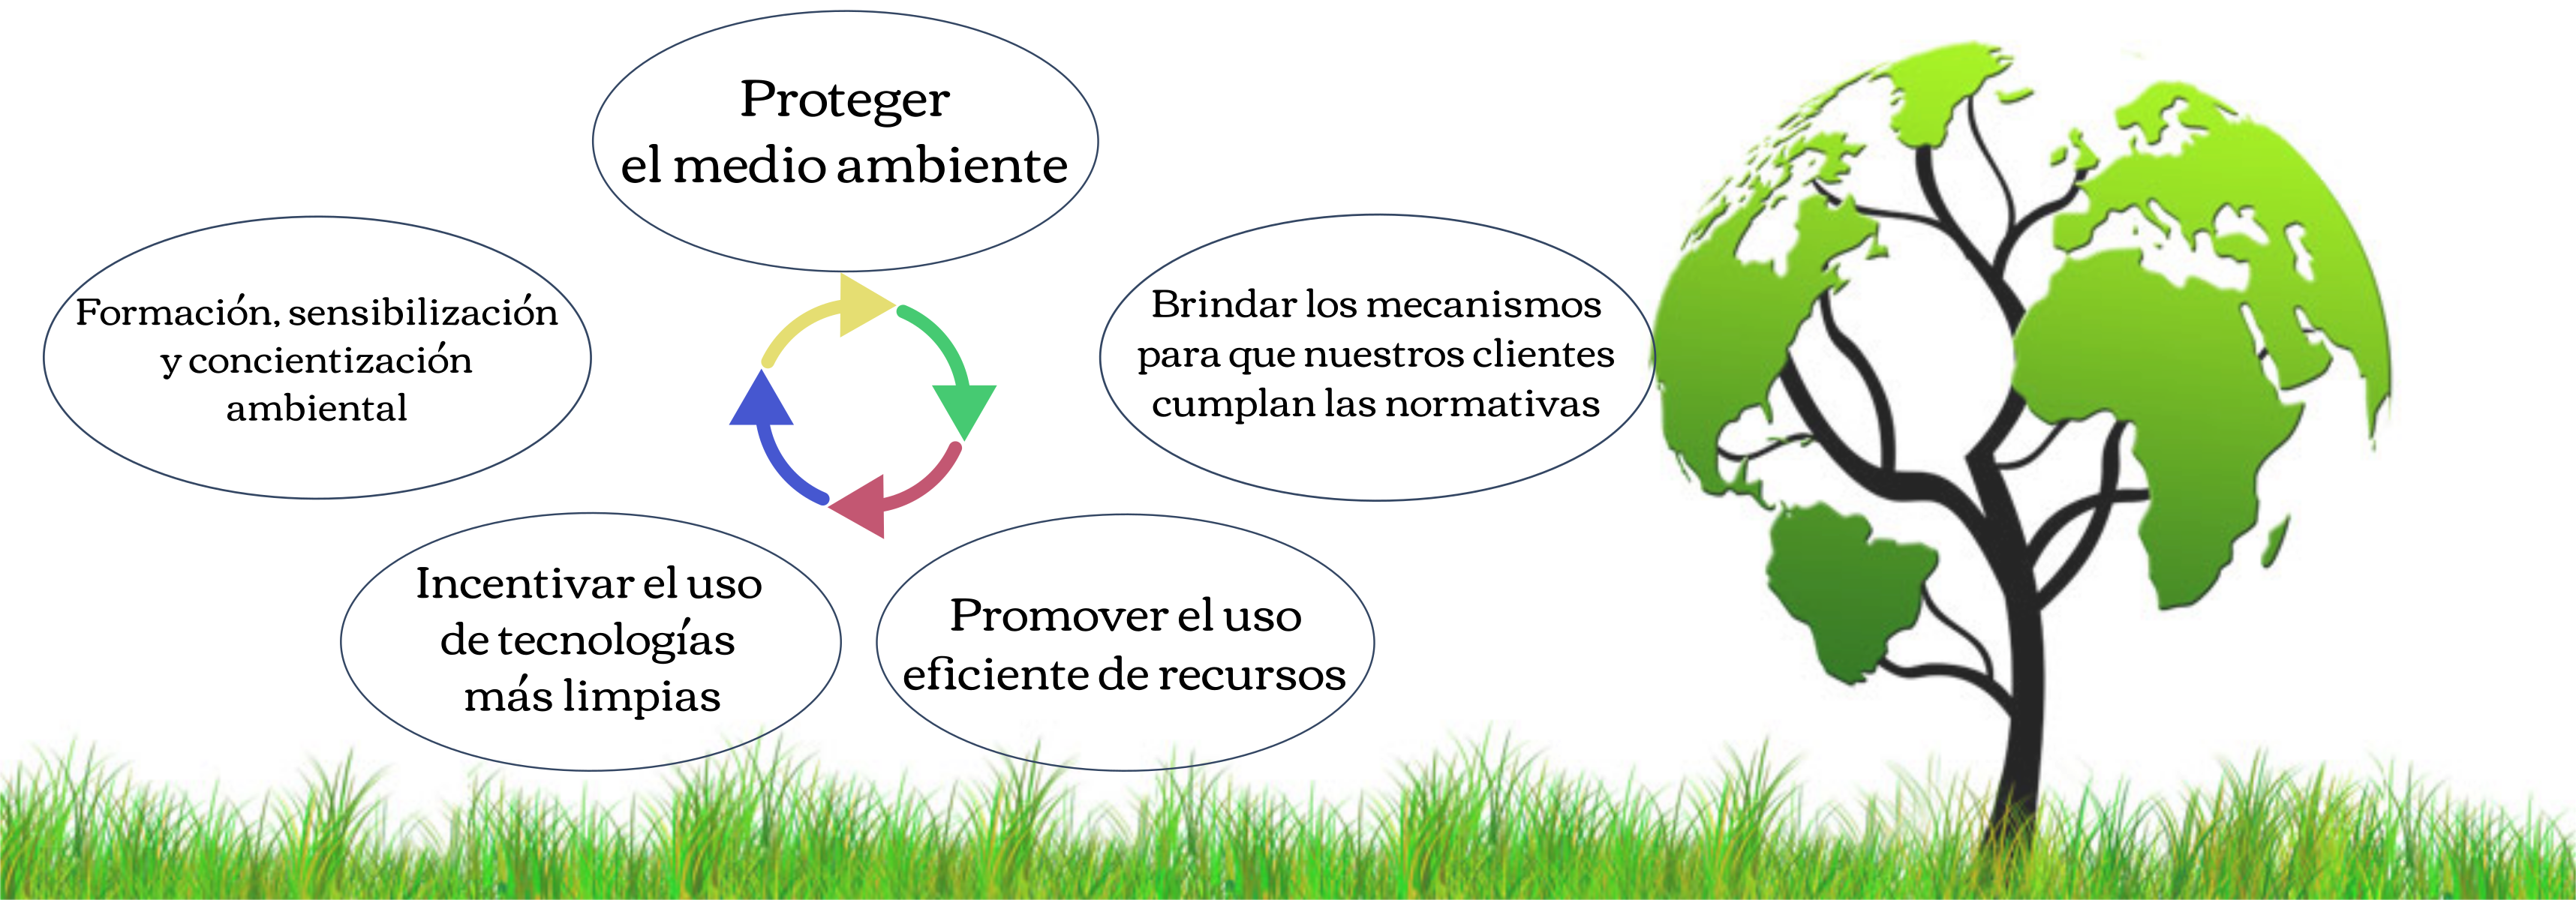 Proteger
el medio ambiente
Brindar los mecanismos
para que nuestros clientes
cumplan las normativas
Promover el uso
eficiente de recursos
Incentivar el uso
de tecnologías
más limpias
Formación, sensibilización
y concientización
ambiental